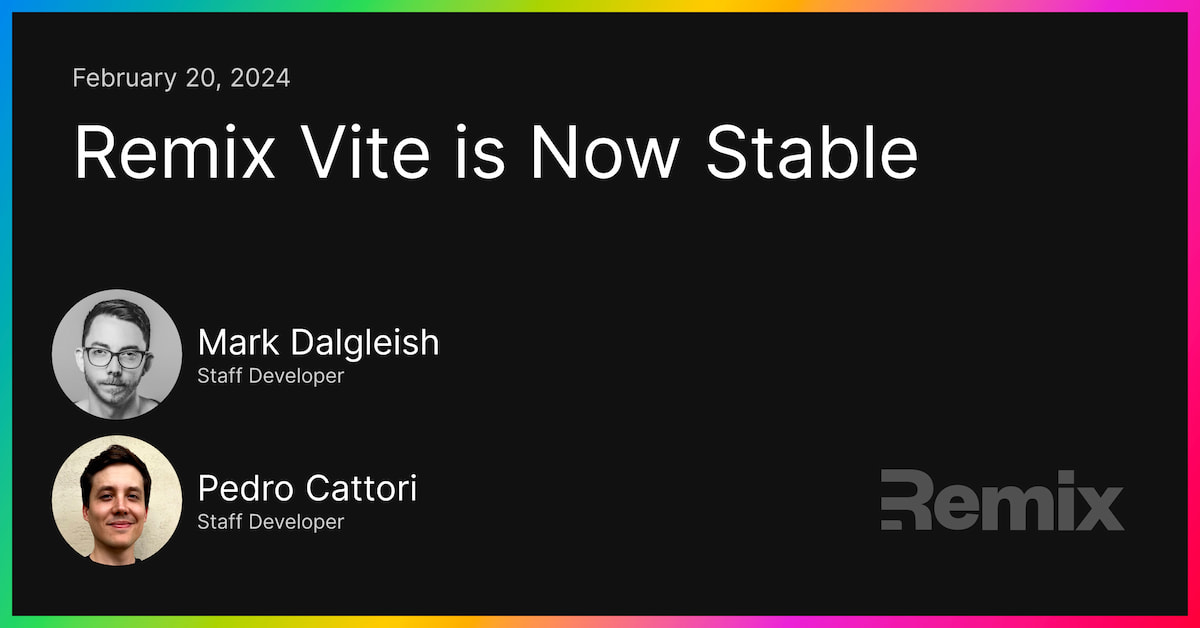 February 20, 2024
Remix Vite is Now Stable
Mark Dalgleish
Staff Developer
Pedro Cattori
Staff Developer
Remix